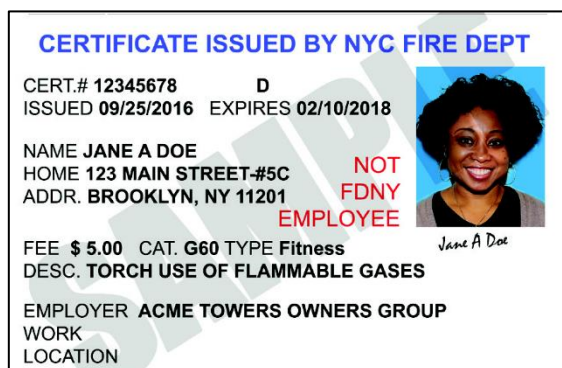 CERTIFICATE ISSUED BY NYC FIRE DEPT
CERT.# 12345678 D
ISSUED 09/25/2016 EXPIRES 02/10/2018
NAME JANE A DOE
HOME 123 MAIN STREET-#5C
ADDR. BROOKLYN, NY 11201
NOT
FDNY
EMPLOYEE
Jane A Doe
FEE $ 5.00 CAT. G60 TYPE Fitness
DESC. TORCH USE OF FLAMMABLE GASES
EMPLOYER ACME TOWERS OWNERS GROUP
WORK
LOCATION
SAMPLE